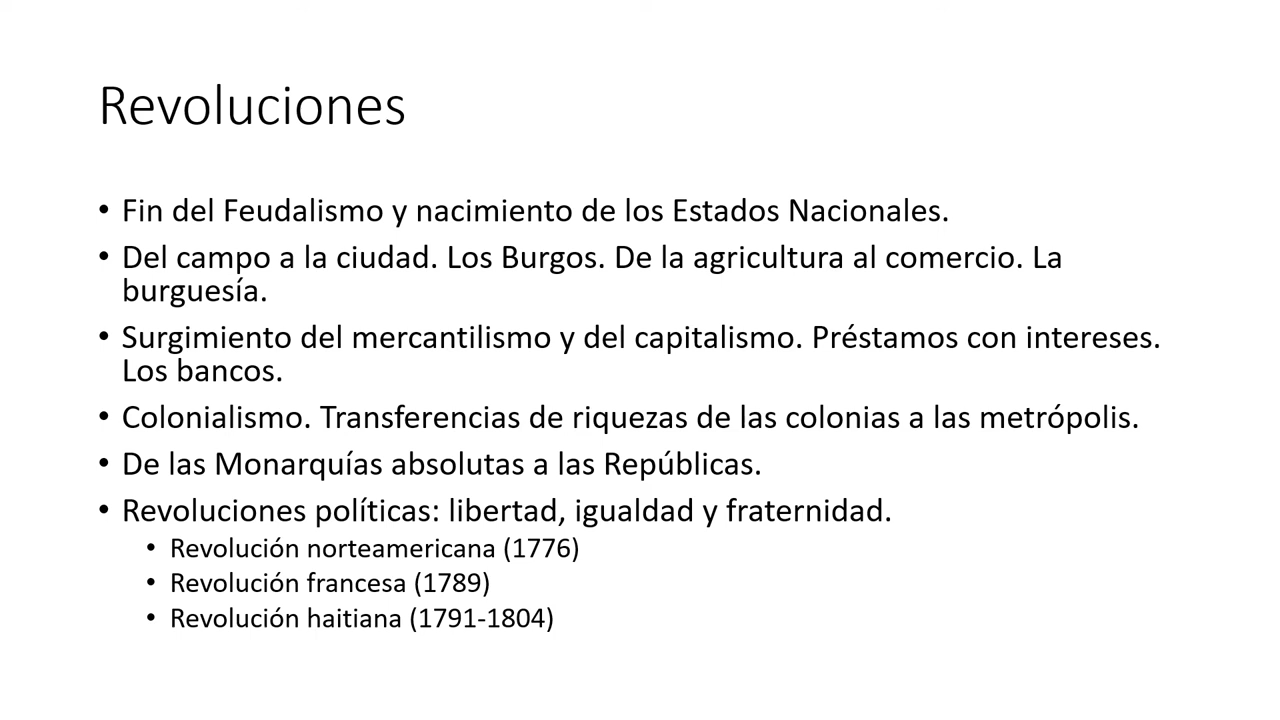 Revoluciones
• Fin del Feudalismo y nacimiento de los Estados Nacionales.
• Del campo a la ciudad. Los Burgos. De la agricultura al comercio. La
burguesía.
• Surgimiento del mercantilismo y del capitalismo. Préstamos con intereses.
Los bancos.
• Colonialismo. Transferencias de riquezas de las colonias a las metrópolis.
• De las Monarquías absolutas a las Repúblicas.
• Revoluciones políticas: libertad, igualdad y fraternidad.
• Revolución norteamericana (1776)
• Revolución francesa (1789)
• Revolución haitiana (1791-1804)